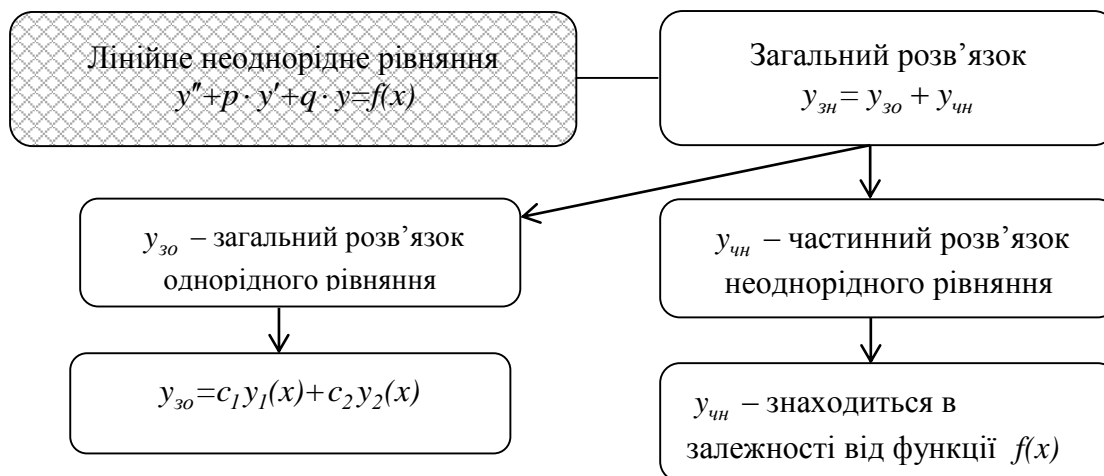 Лінійне неоднорідне рівняння
y″+p· y′+q· y=f(x)
Загальний розв’язок
yзн= yзо + yчн
yзо – загальний розв’язок
однорідного рівняння
yчн – частинний розв’язок
неоднорідного рівняння
yзо=c1y1(x)+c2y2(x)
yчн – знаходиться в
залежності від функції f(x)